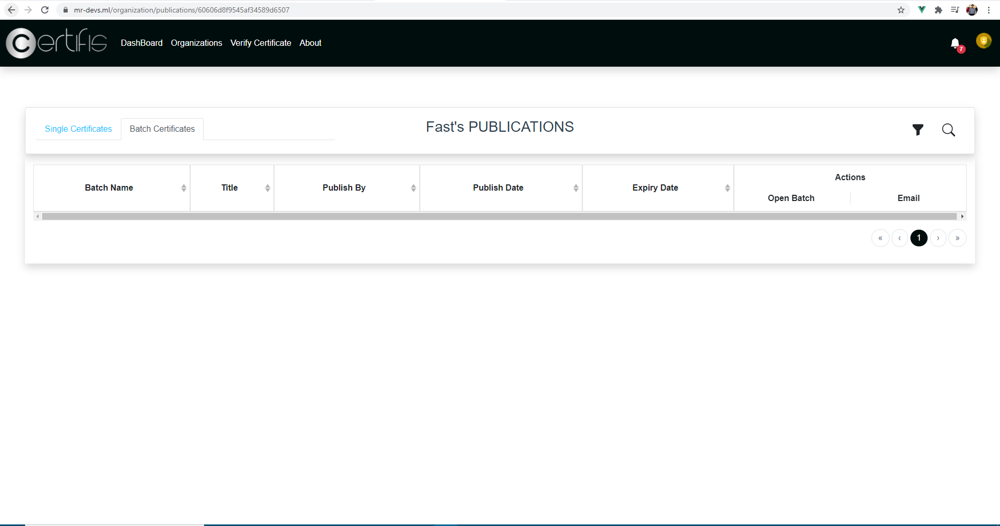 mr-devs.ml/organization/publications/60606d8f9545af34589d6507
Certifis DashBoard Organizations Verify Certificate About 7
Single Certificates Batch Certificates Fast's PUBLICATIONS
Batch Name Title Publish By Publish Date Expiry Date Actions
Open Batch Email
« ‹ 1 › »